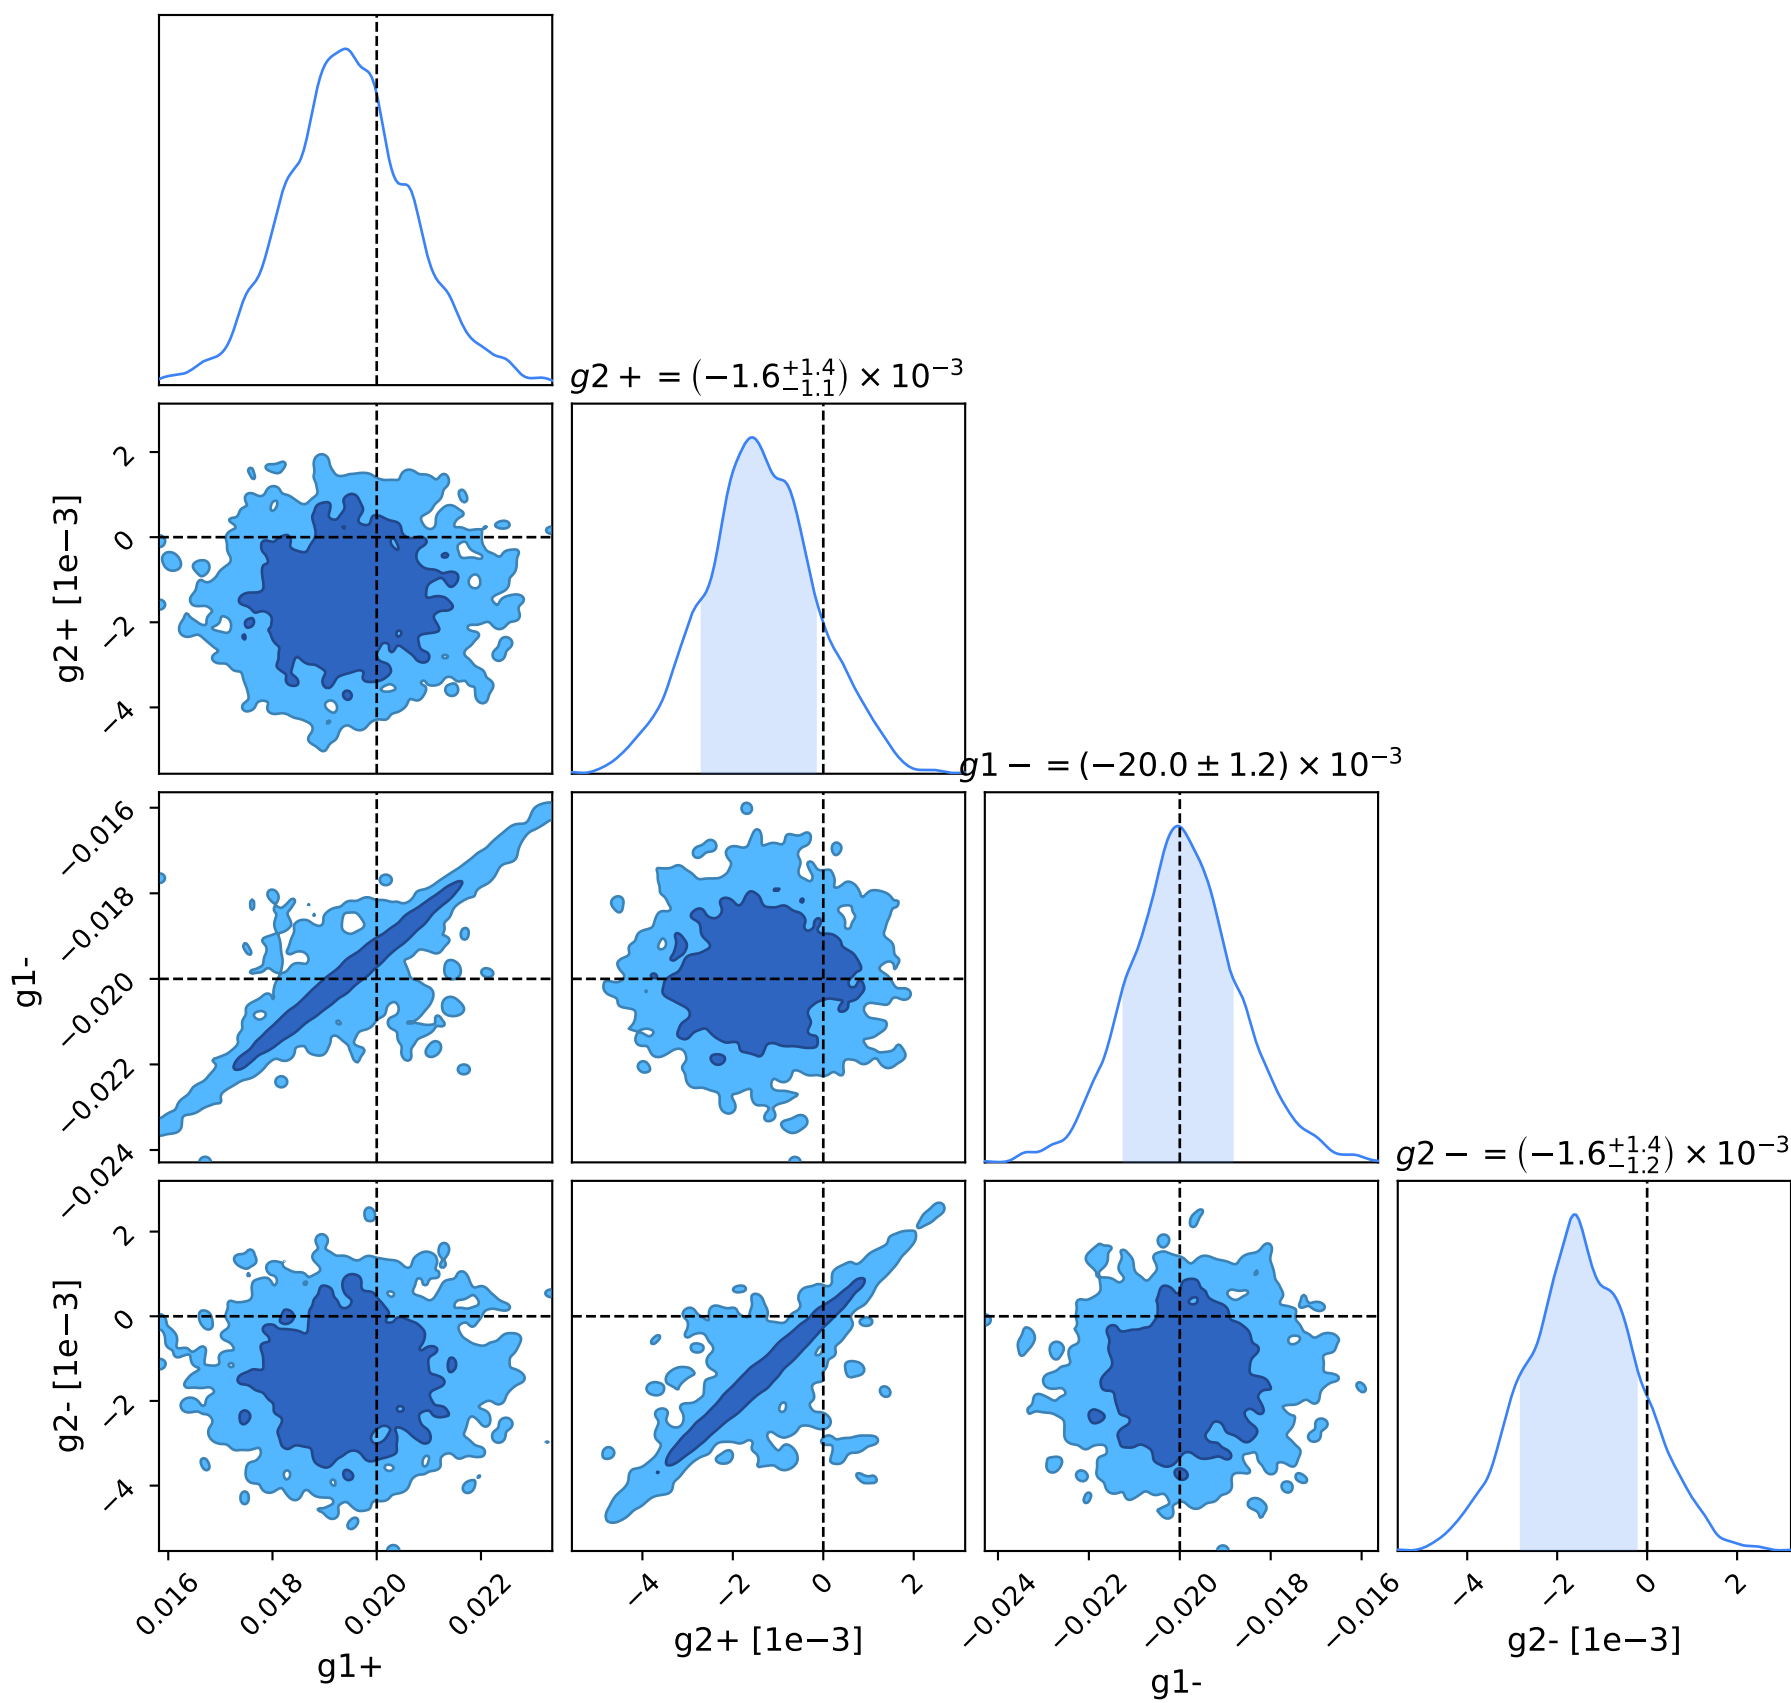 g2 + = (−1.6 +1.4 −1.1) × 10−3
2
0
−2
−4
g2+ [1e−3]
g1 − = (−20.0 ± 1.2) × 10−3
−0.016
−0.018
−0.020
−0.022
−0.024
g1-
g2 − = (−1.6 +1.4 −1.2) × 10−3
2
0
−2
−4
g2- [1e−3]
0.016 0.018 0.020 0.022
−4 −2 0 2
−0.024 −0.022 −0.020 −0.018 −0.016
−4 −2 0 2
g1+
g2+ [1e−3]
g1-
g2- [1e−3]